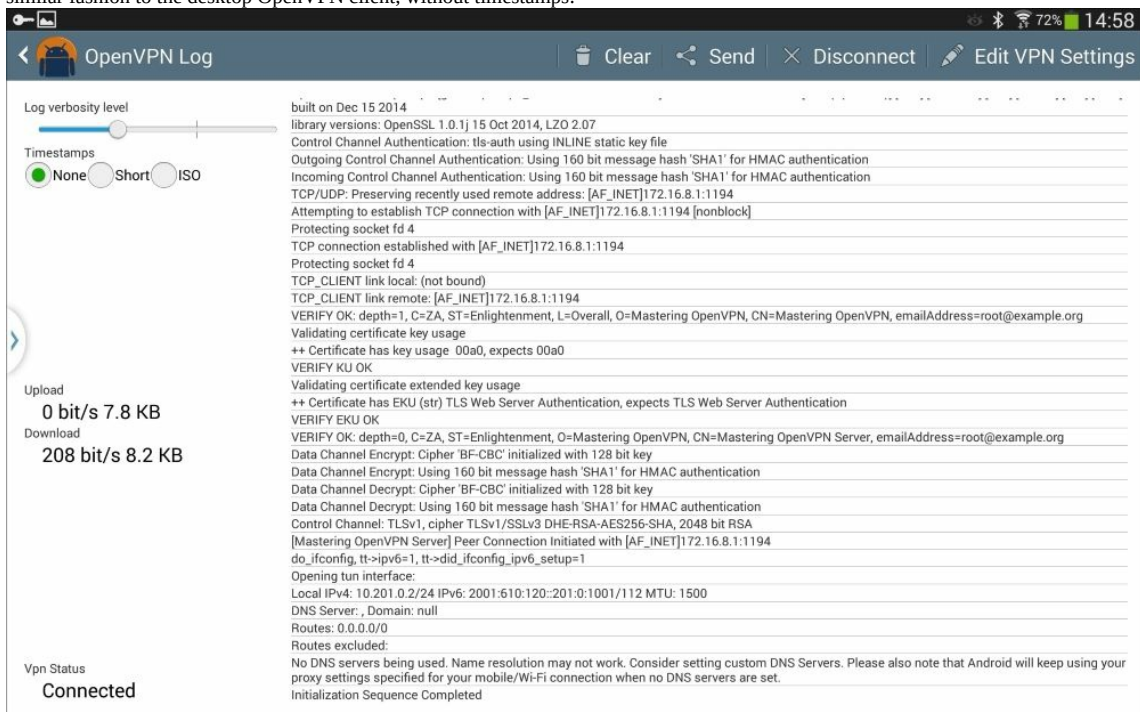 similar fashion to the desktop OpenVPN client, without timestamps:
72% 14:58
OpenVPN Log
Clear
Send
Disconnect
Edit VPN Settings
Log verbosity level
Timestamps
None Short ISO
Upload
0 bit/s 7.8 KB
Download
208 bit/s 8.2 KB
Vpn Status
Connected
built on Dec 15 2014
library versions: OpenSSL 1.0.1j 15 Oct 2014, LZO 2.07
Control Channel Authentication: tls-auth using INLINE static key file
Outgoing Control Channel Authentication: Using 160 bit message hash 'SHA1' for HMAC authentication
Incoming Control Channel Authentication: Using 160 bit message hash 'SHA1' for HMAC authentication
TCP/UDP: Preserving recently used remote address: [AF_INET]172.16.8.1:1194
Attempting to establish TCP connection with [AF_INET]172.16.8.1:1194 [nonblock]
Protecting socket fd 4
TCP connection established with [AF_INET]172.16.8.1:1194
Protecting socket fd 4
TCP_CLIENT link local: (not bound)
TCP_CLIENT link remote: [AF_INET]172.16.8.1:1194
VERIFY OK: depth=1, C=ZA, ST=Enlightenment, L=Overall, O=Mastering OpenVPN, CN=Mastering OpenVPN, emailAddress=root@example.org
Validating certificate key usage
++ Certificate has key usage 00a0, expects 00a0
VERIFY KU OK
Validating certificate extended key usage
++ Certificate has EKU (str) TLS Web Server Authentication, expects TLS Web Server Authentication
VERIFY EKU OK
VERIFY OK: depth=0, C=ZA, ST=Enlightenment, O=Mastering OpenVPN, CN=Mastering OpenVPN Server, emailAddress=root@example.org
Data Channel Encrypt: Cipher 'BF-CBC' initialized with 128 bit key
Data Channel Encrypt: Using 160 bit message hash 'SHA1' for HMAC authentication
Data Channel Decrypt: Cipher 'BF-CBC' initialized with 128 bit key
Data Channel Decrypt: Using 160 bit message hash 'SHA1' for HMAC authentication
Control Channel: TLSv1, cipher TLSv1/SSLv3 DHE-RSA-AES256-SHA, 2048 bit RSA
[Mastering OpenVPN Server] Peer Connection Initiated with [AF_INET]172.16.8.1:1194
do_ifconfig, tt->ipv6=1, tt->did_ifconfig_ipv6_setup=1
Opening tun interface:
Local IPv4: 10.201.0.2/24 IPv6: 2001:610:120::201:0:1001/112 MTU: 1500
DNS Server: , Domain: null
Routes: 0.0.0.0/0
Routes excluded:
No DNS servers being used. Name resolution may not work. Consider setting custom DNS Servers. Please also note that Android will keep using your
proxy settings specified for your mobile/Wi-Fi connection when no DNS servers are set.
Initialization Sequence Completed